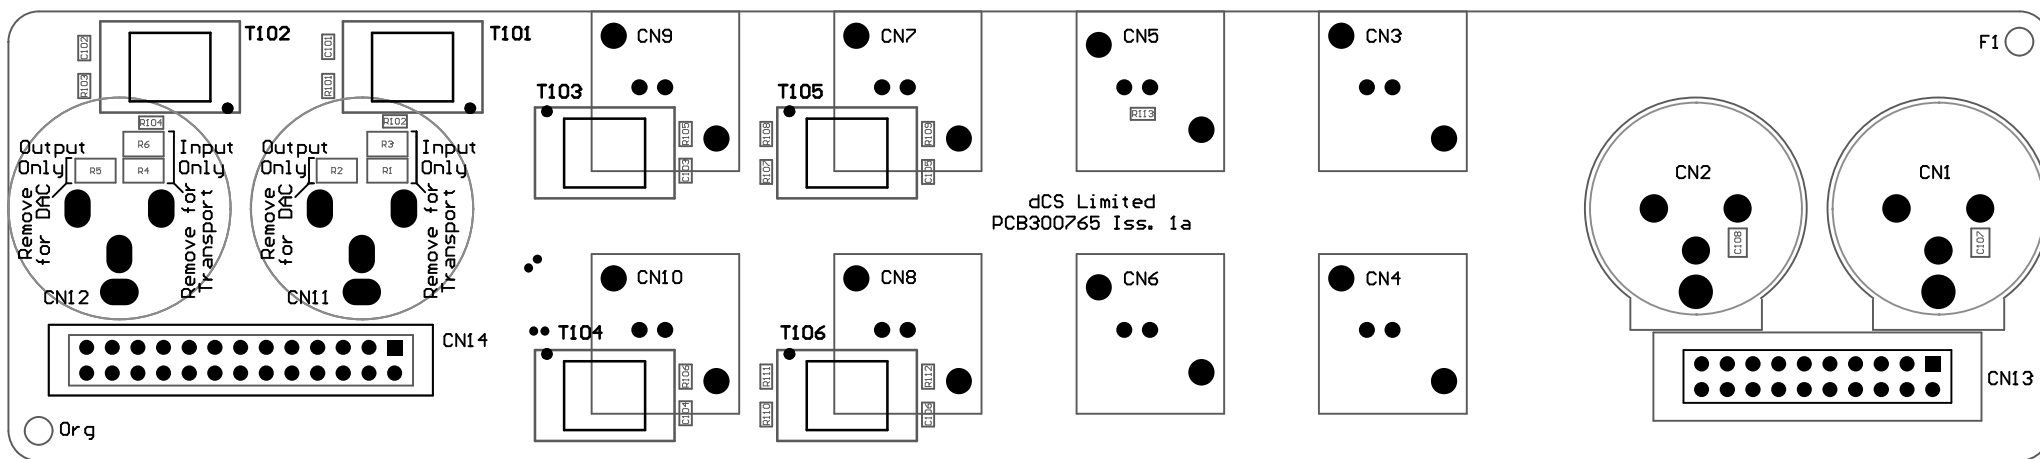 T102
T101
CN9
CN7
CN5
CN3
F1
C102
R103
C101
R101
T103
T105
R104
R102
R105
R108
R109
R113
Output
Only
Input
Only
Output
Only
Input
Only
R6
R5
R4
R3
R2
R1
C103
R107
C105
Remove
for DAC
Remove for
Transport
Remove
for DAC
Remove for
Transport
dCS Limited
PCB300765 Iss. 1a
CN2
CN1
C108
C107
CN12
CN11
CN10
CN8
CN6
CN4
CN14
T104
T106
R106
R111
R112
C104
R110
C106
CN13
Org